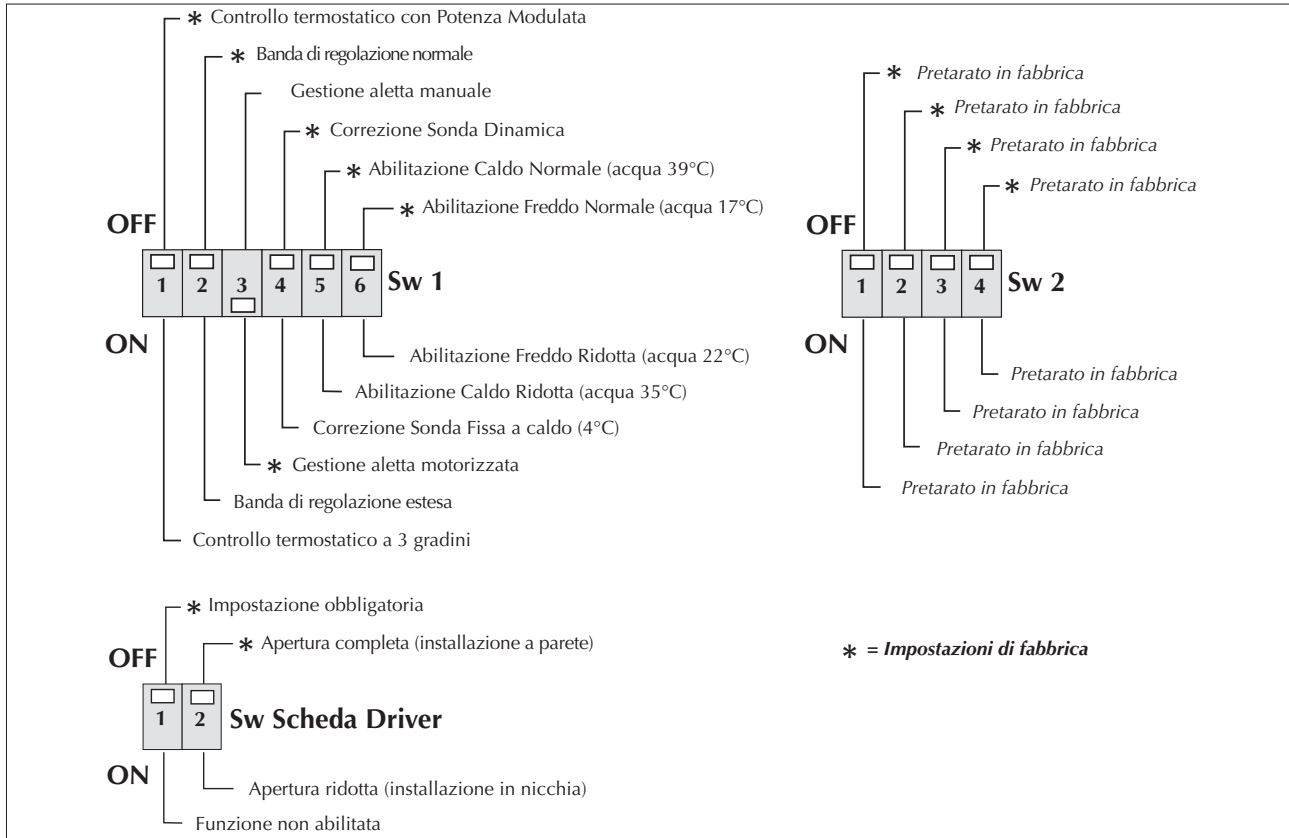 * Controllo termostatico con Potenza Modulata
* Banda di regolazione normale
Gestione aletta manuale
* Correzione Sonda Dinamica
* Abilitazione Caldo Normale (acqua 39°C)
* Abilitazione Freddo Normale (acqua 17°C)
OFF
1 2 3 4 5 6 Sw 1
ON
Abilitazione Freddo Ridotta (acqua 22°C)
Abilitazione Caldo Ridotta (acqua 35°C)
Correzione Sonda Fissa a caldo (4°C)
* Gestione aletta motorizzata
Banda di regolazione estesa
Controllo termostatico a 3 gradini
* Pretarato in fabbrica
* Pretarato in fabbrica
* Pretarato in fabbrica
* Pretarato in fabbrica
OFF
1 2 3 4 Sw 2
ON
Pretarato in fabbrica
Pretarato in fabbrica
Pretarato in fabbrica
Pretarato in fabbrica
* Impostazione obbligatoria
* Apertura completa (installazione a parete)
OFF
1 2 Sw Scheda Driver
ON
Apertura ridotta (installazione in nicchia)
Funzione non abilitata
* = Impostazioni di fabbrica